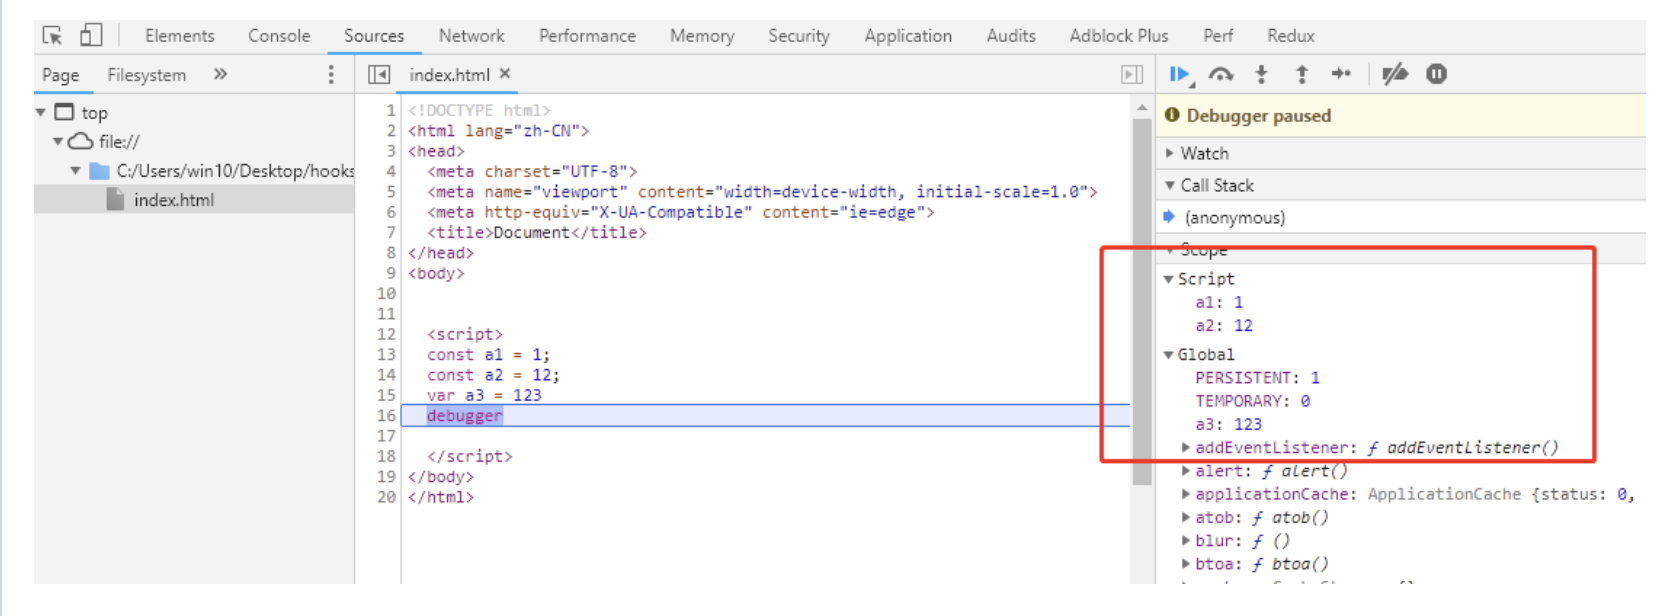 Elements Console Sources Network Performance Memory Security Application Audits Adblock Plus Perf Redux
Page Filesystem »
index.html ×
top
file://
C:/Users/win10/Desktop/hooks
index.html
1 <!DOCTYPE html>
2 <html lang="zh-CN">
3 <head>
4 <meta charset="UTF-8">
5 <meta name="viewport" content="width=device-width, initial-scale=1.0">
6 <meta http-equiv="X-UA-Compatible" content="ie=edge">
7 <title>Document</title>
8 </head>
9 <body>
10
11
12 <script>
13 const a1 = 1;
14 const a2 = 12;
15 var a3 = 123
16 debugger
17
18 </script>
19 </body>
20 </html>
Debugger paused
Watch
Call Stack
(anonymous)
Scope
Script
a1: 1
a2: 12
Global
PERSISTENT: 1
TEMPORARY: 0
a3: 123
addEventListener: ƒ addEventListener()
alert: ƒ alert()
applicationCache: ApplicationCache {status: 0,
atob: ƒ atob()
blur: ƒ ()
btoa: ƒ btoa()